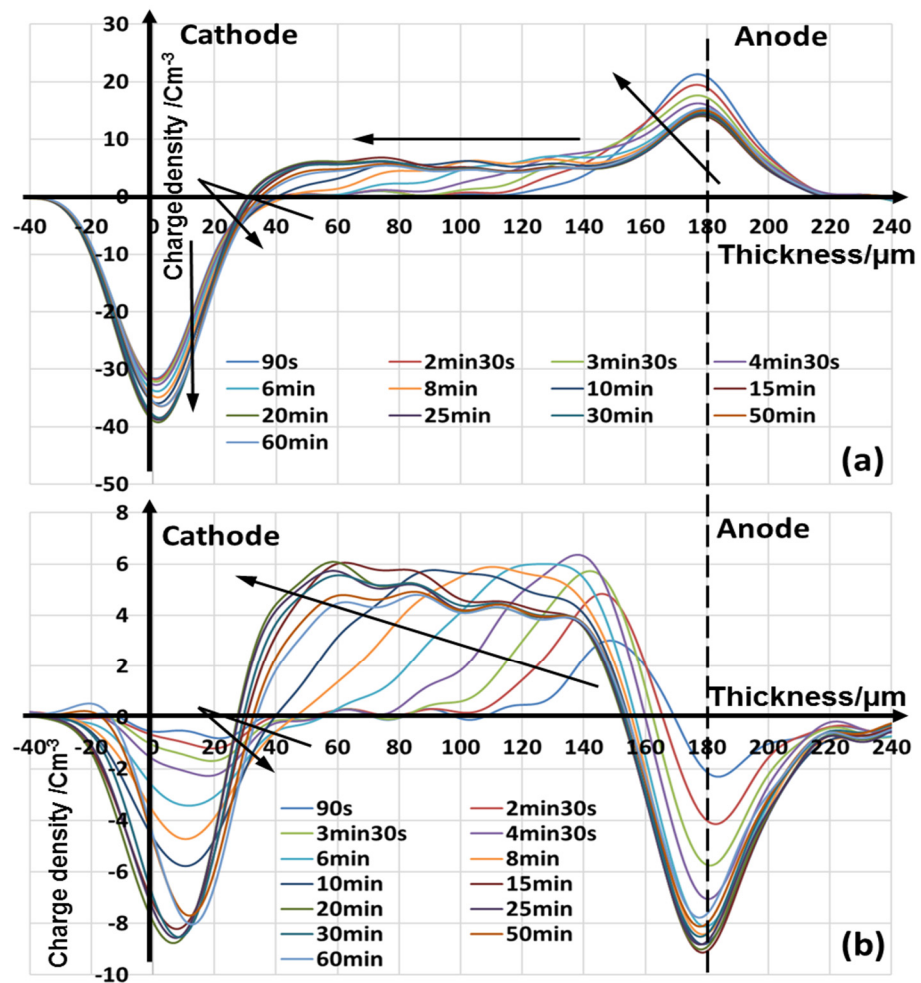 30
Cathode
Anode
20
10
0
-40 -20 0 20 40 60 80 100 120 140 160 180 200 220 240
Charge density /Cm-3
Thickness/μm
-10
-20
-30
-40
-50
90s 2min30s 3min30s 4min30s
6min 8min 10min 15min
20min 25min 30min 50min
60min
(a)
8
Cathode
Anode
6
4
2
Thickness/μm
0
-40 -20 0 20 40 60 80 100 120 140 160 180 200 220 240
Charge density /Cm-3
-2
-4
-6
-8
-10
90s 2min30s
3min30s 4min30s
6min 8min
10min 15min
20min 25min
30min 50min
60min
(b)